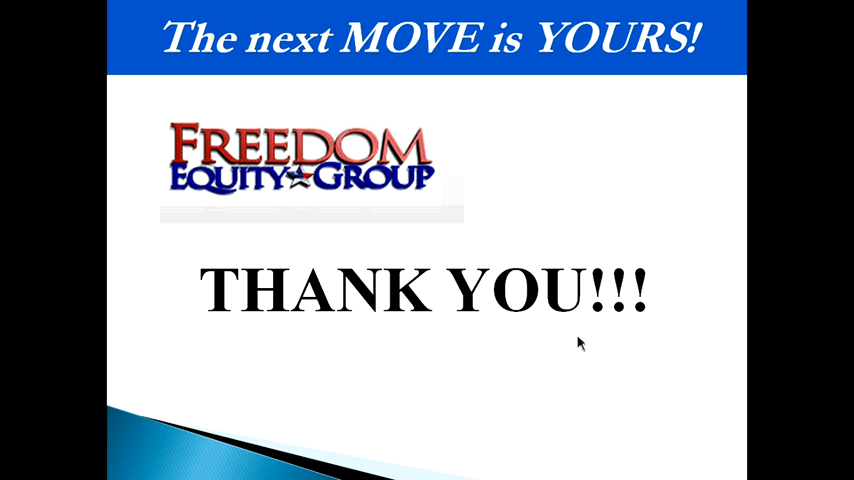 The next MOVE is YOURS!
FREEDOM
EQUITY GROUP
THANK YOU!!!